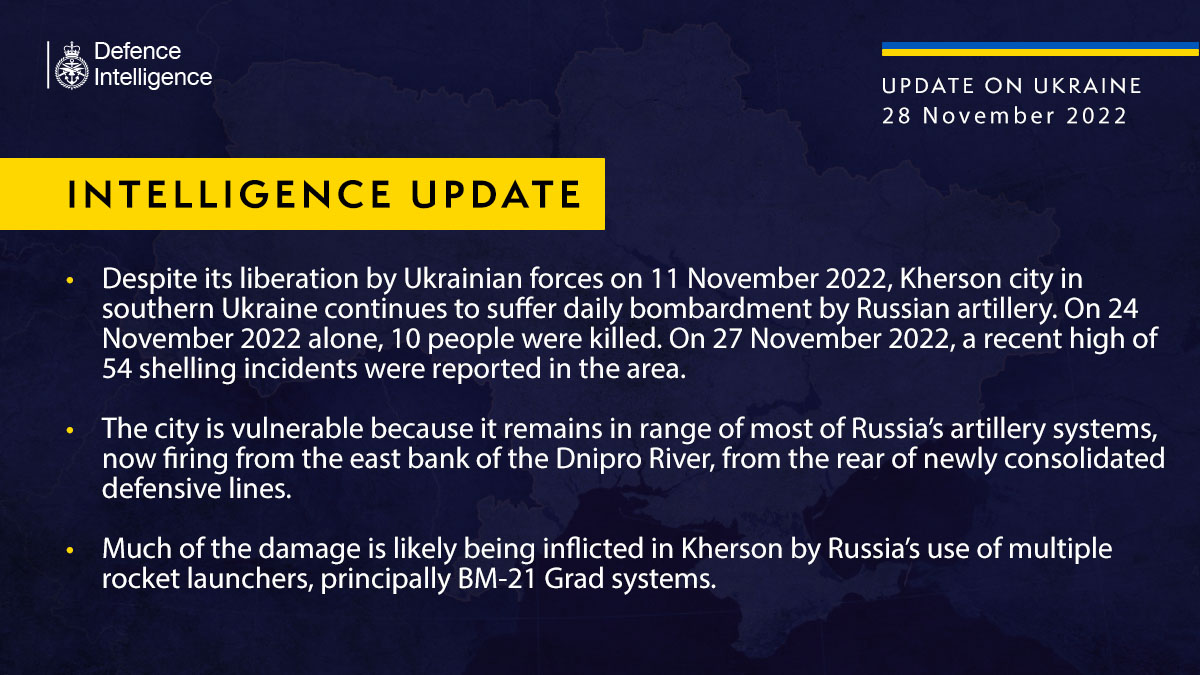 Defence
Intelligence
UPDATE ON UKRAINE
28 November 2022
INTELLIGENCE UPDATE
• Despite its liberation by Ukrainian forces on 11 November 2022, Kherson city in
southern Ukraine continues to suffer daily bombardment by Russian artillery. On 24
November 2022 alone, 10 people were killed. On 27 November 2022, a recent high of
54 shelling incidents were reported in the area.
• The city is vulnerable because it remains in range of most of Russia’s artillery systems,
now firing from the east bank of the Dnipro River, from the rear of newly consolidated
defensive lines.
• Much of the damage is likely being inflicted in Kherson by Russia’s use of multiple
rocket launchers, principally BM-21 Grad systems.